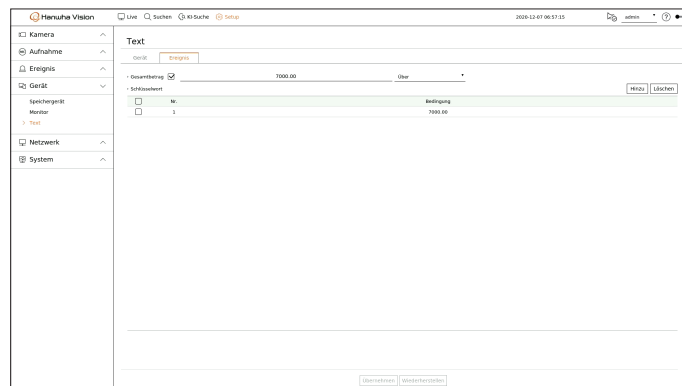 Hanwha Vision
Live Suchen KI-Suche Setup 2020-12-07 06:57:15 admin
Kamera
Aufnahme
Ereignis
Gerät
Speichergerät
Monitor
Text
Netzwerk
System
Text
Gerät Ereignis
Gesamtbetrag 7000.00 Über
Schlüsselwort Hinzu Löschen
Nr. Bedingung
1 7000.00
Übernehmen Wiederherstellen